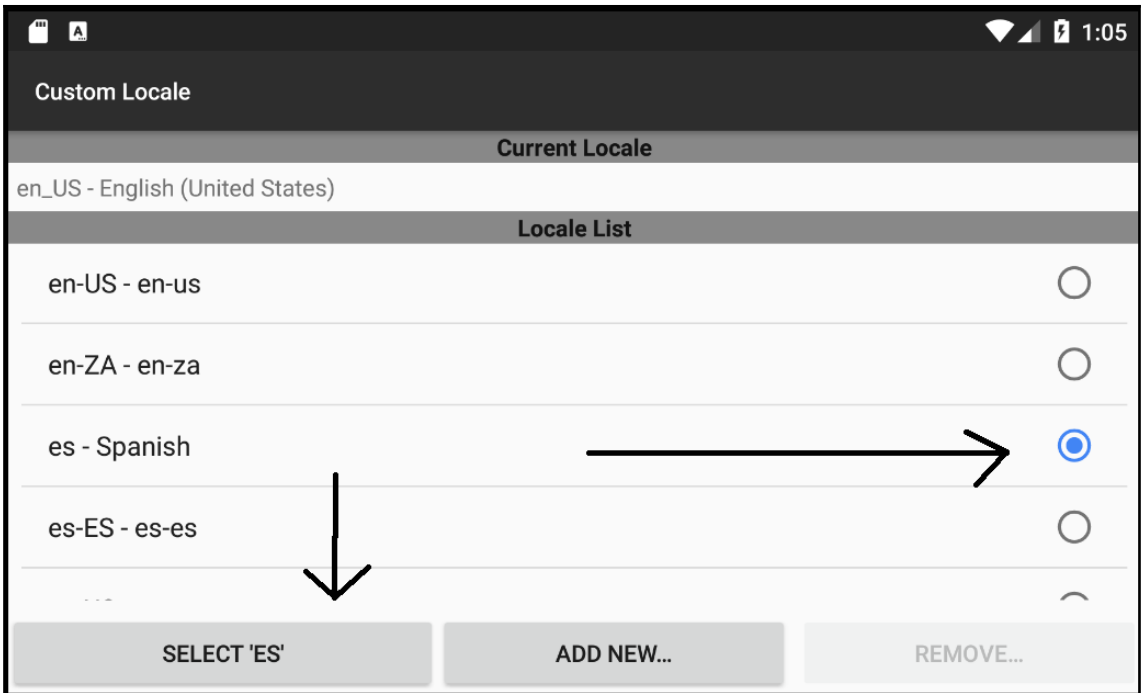 1:05
Custom Locale
Current Locale
en_US - English (United States)
Locale List
en-US - en-us
en-ZA - en-za
es - Spanish
es-ES - es-es
SELECT 'ES' ADD NEW... REMOVE...